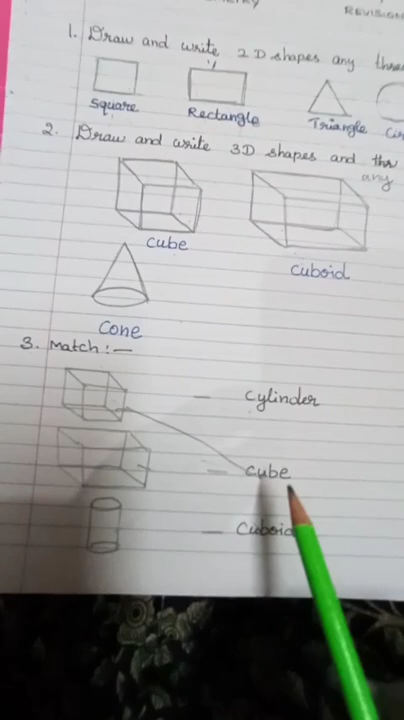 REVISION
1. Draw and write 2D shapes any three
Square Rectangle Triangle
2. Draw and write 3D shapes and
any
Cube
Cuboid
Cone
3. Match :-
- Cylinder
- Cube
- Cuboid